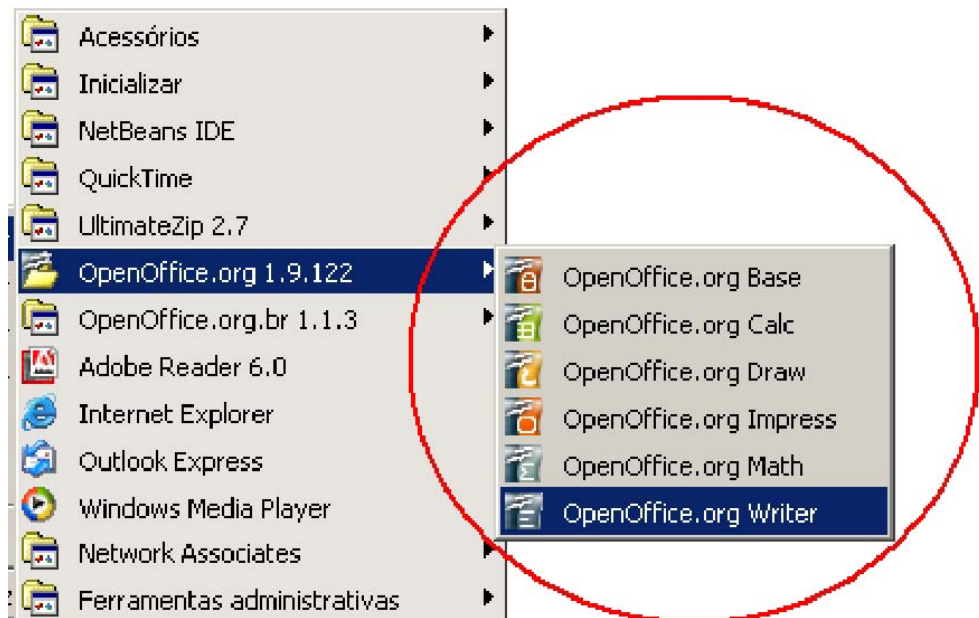 Acessórios
Inicializar
NetBeans IDE
QuickTime
UltimateZip 2.7
OpenOffice.org 1.9.122
OpenOffice.org.br 1.1.3
Adobe Reader 6.0
Internet Explorer
Outlook Express
Windows Media Player
Network Associates
Ferramentas administrativas
OpenOffice.org Base
OpenOffice.org Calc
OpenOffice.org Draw
OpenOffice.org Impress
OpenOffice.org Math
OpenOffice.org Writer